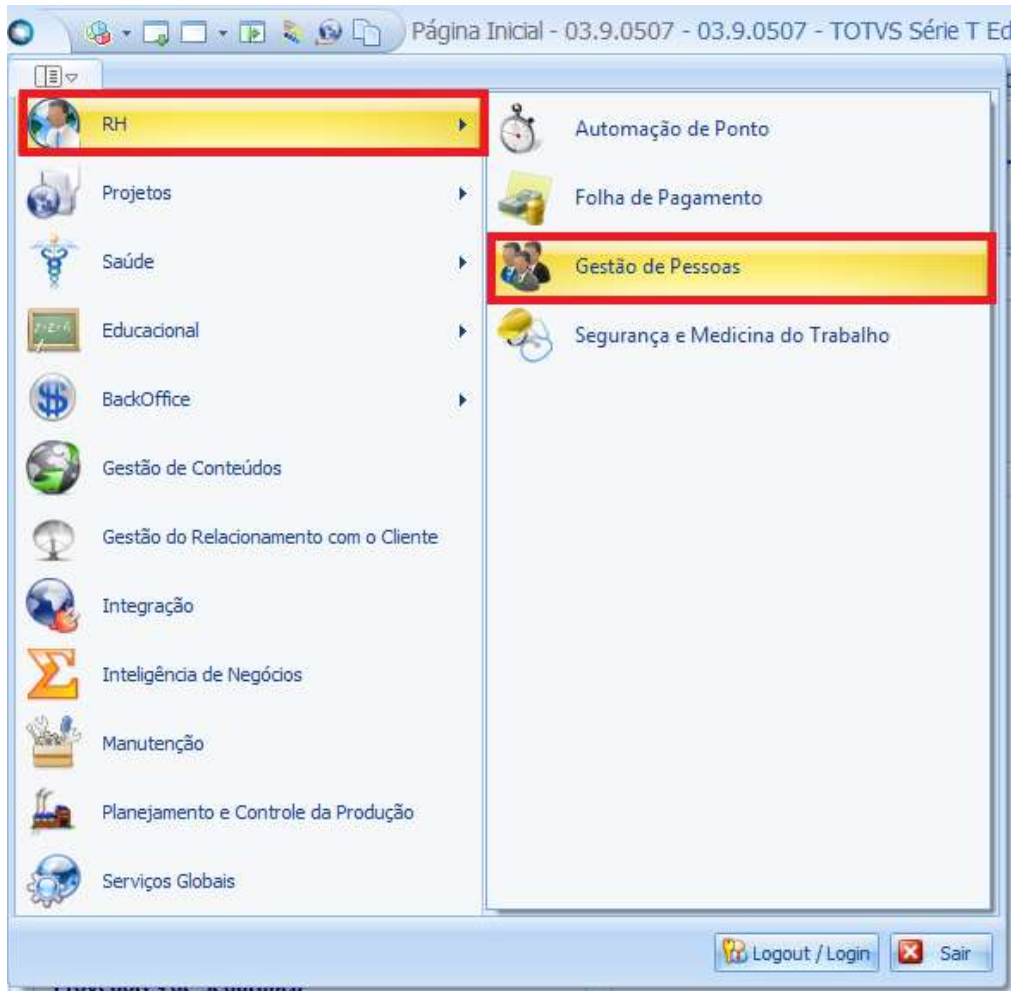 Página Inicial - 03.9.0507 - 03.9.0507 - TOTVS Série T Ed
RH
Projetos
Saúde
Educacional
BackOffice
Gestão de Conteúdos
Gestão do Relacionamento com o Cliente
Integração
Inteligência de Negócios
Manutenção
Planejamento e Controle da Produção
Serviços Globais
Automação de Ponto
Folha de Pagamento
Gestão de Pessoas
Segurança e Medicina do Trabalho
Logout / Login
Sair